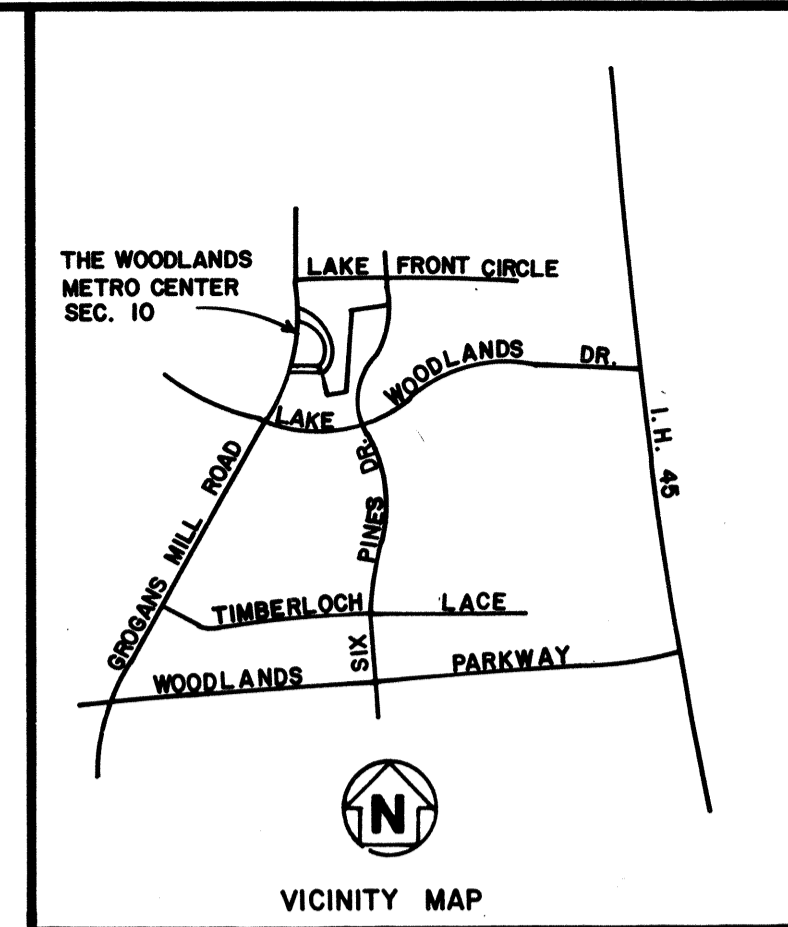 THE WOODLANDS
METRO CENTER
SEC. 10
LAKE FRONT CIRCLE
LAKE WOODLANDS DR.
I.H. 45
GROGANS MILL ROAD
SIX PINES DR.
TIMBERLOCH LACE
WOODLANDS PARKWAY
N
VICINITY MAP